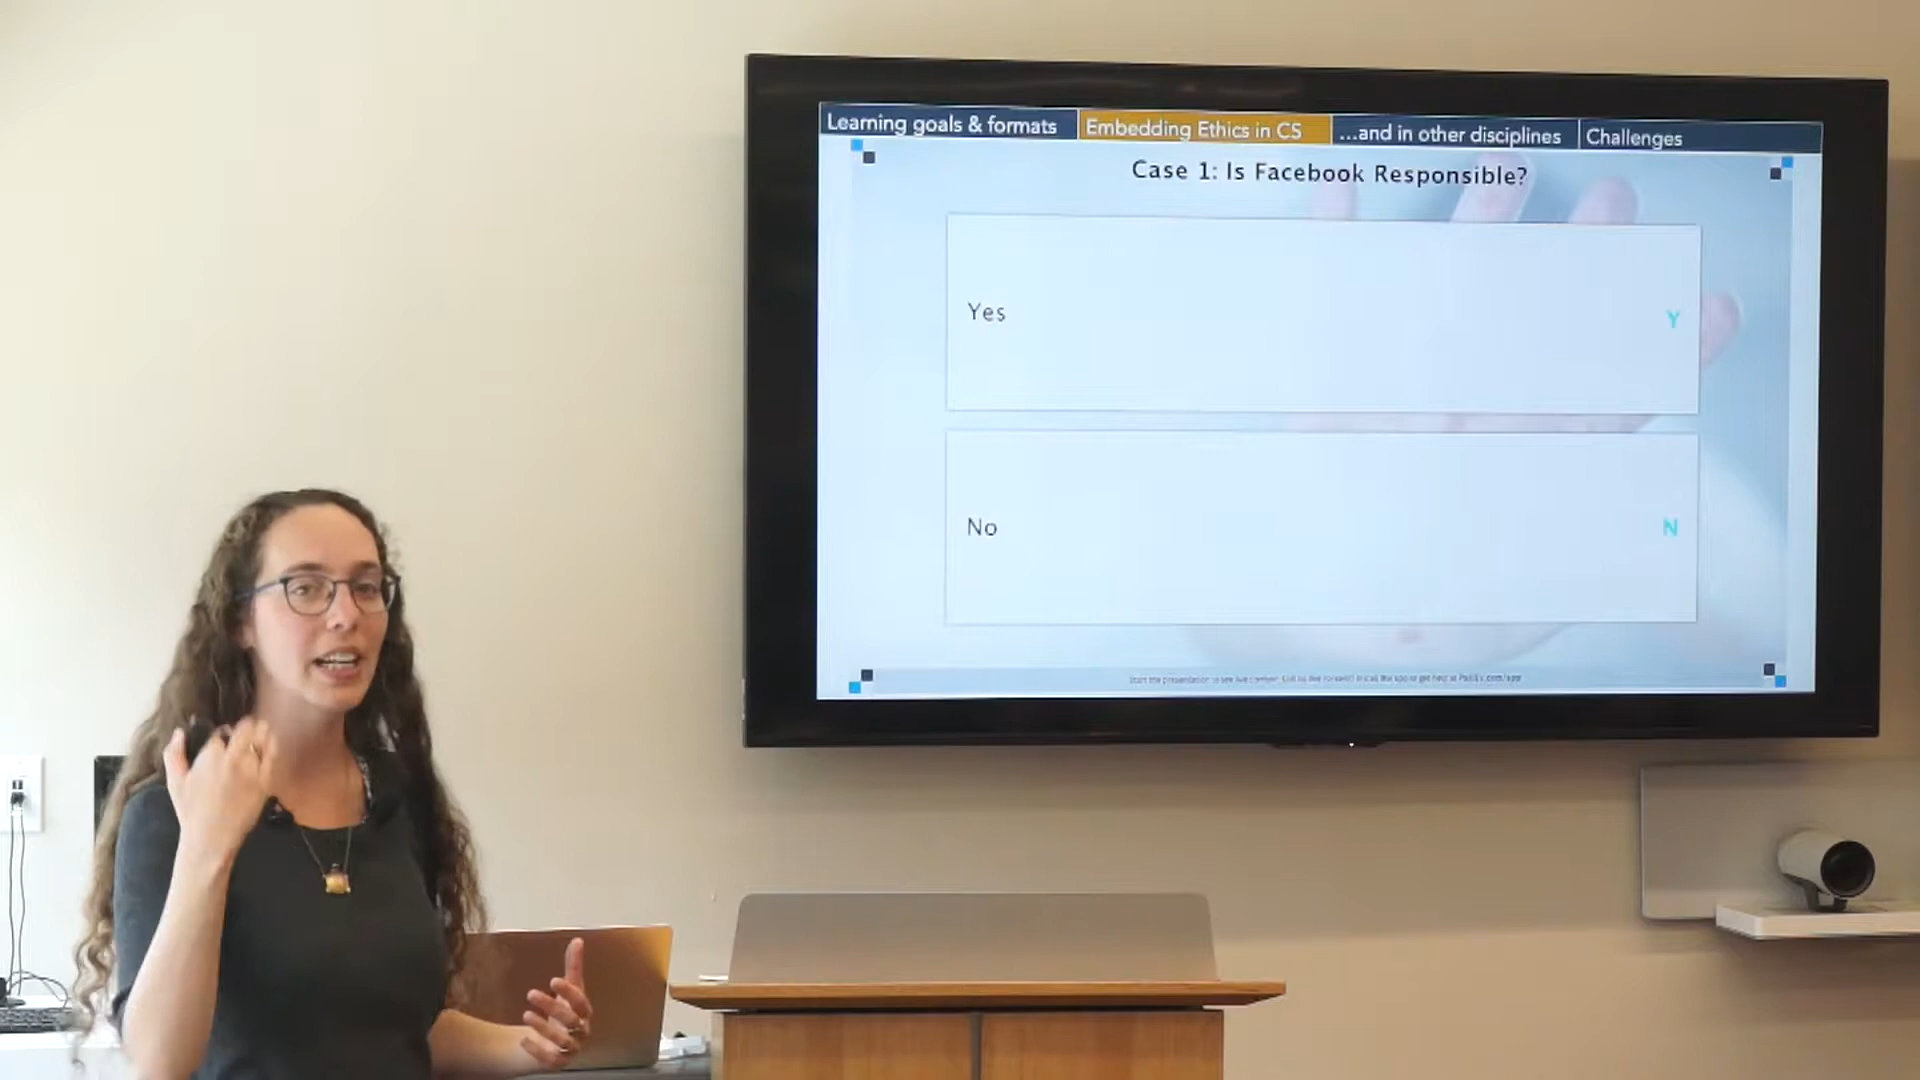 Learning goals & formats
Embedding Ethics in CS
...and in other disciplines
Challenges
Case 1: Is Facebook Responsible?
Yes
Y
No
N